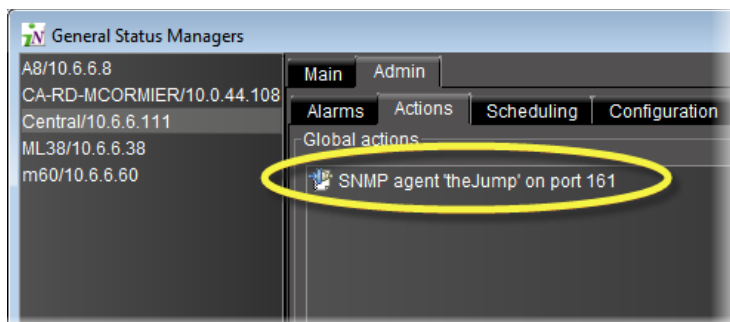 General Status Managers
A8/10.6.6.8
CA-RD-MCORMIER/10.0.44.108
Central/10.6.6.111
ML38/10.6.6.38
m60/10.6.6.60
Main Admin
Alarms Actions Scheduling Configuration
Global actions
SNMP agent 'theJump' on port 161